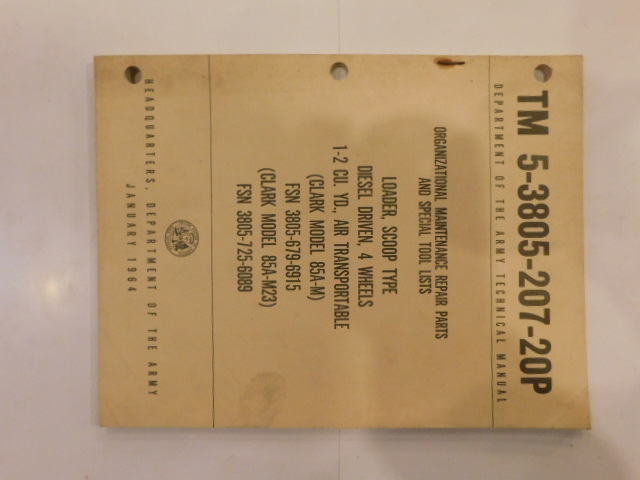 TM 5-3805-207-20P
DEPARTMENT OF THE ARMY TECHNICAL MANUAL
ORGANIZATIONAL MAINTENANCE REPAIR PARTS
AND SPECIAL TOOL LISTS
LOADER, SCOOP TYPE
DIESEL DRIVEN, 4 WHEELS
1-2 CU. YD., AIR TRANSPORTABLE
(CLARK MODEL 85A-M)
FSN 3805-679-6915
(CLARK MODEL 85A-M23)
FSN 3805-725-6089
HEADQUARTERS, DEPARTMENT OF THE ARMY
JANUARY 1964